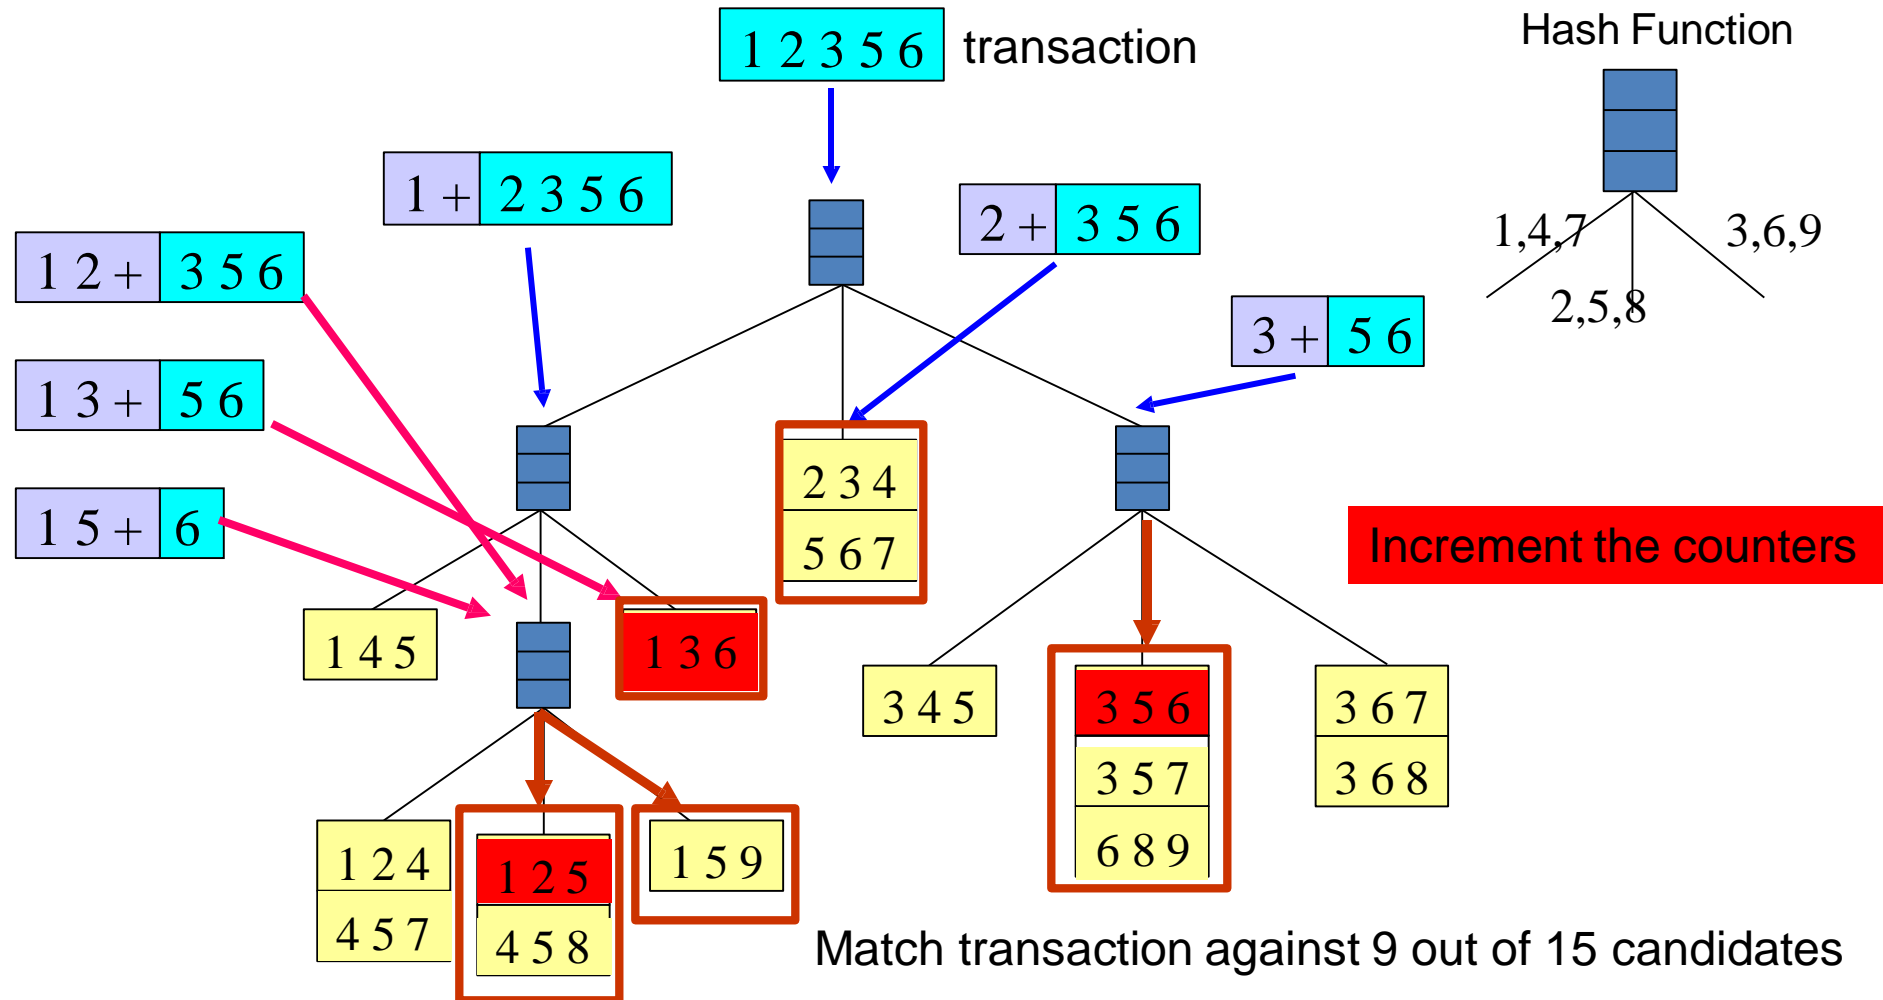 1 2 3 5 6 transaction
Hash Function
1,4,7
2,5,8
3,6,9
1 + 2 3 5 6
2 + 3 5 6
1 2 + 3 5 6
3 + 5 6
1 3 + 5 6
1 5 + 6
2 3 4
5 6 7
Increment the counters
1 4 5
1 3 6
3 4 5
3 5 6
3 5 7
6 8 9
3 6 7
3 6 8
1 2 4
4 5 7
1 2 5
4 5 8
1 5 9
Match transaction against 9 out of 15 candidates